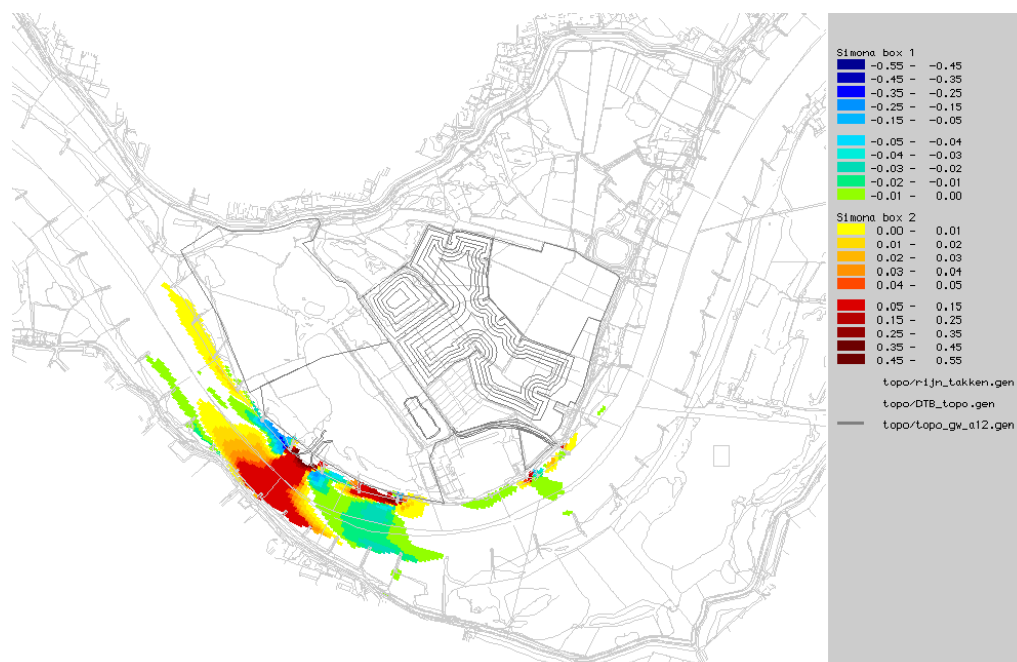 Simona box 1
-0.55 - -0.45
-0.45 - -0.35
-0.35 - -0.25
-0.25 - -0.15
-0.15 - -0.05
-0.05 - -0.04
-0.04 - -0.03
-0.03 - -0.02
-0.02 - -0.01
-0.01 - 0.00
Simona box 2
0.00 - 0.01
0.01 - 0.02
0.02 - 0.03
0.03 - 0.04
0.04 - 0.05
0.05 - 0.15
0.15 - 0.25
0.25 - 0.35
0.35 - 0.45
0.45 - 0.55
topo/rijn_takken.gen
topo/DTB_topo.gen
topo/topo_gw_a12.gen